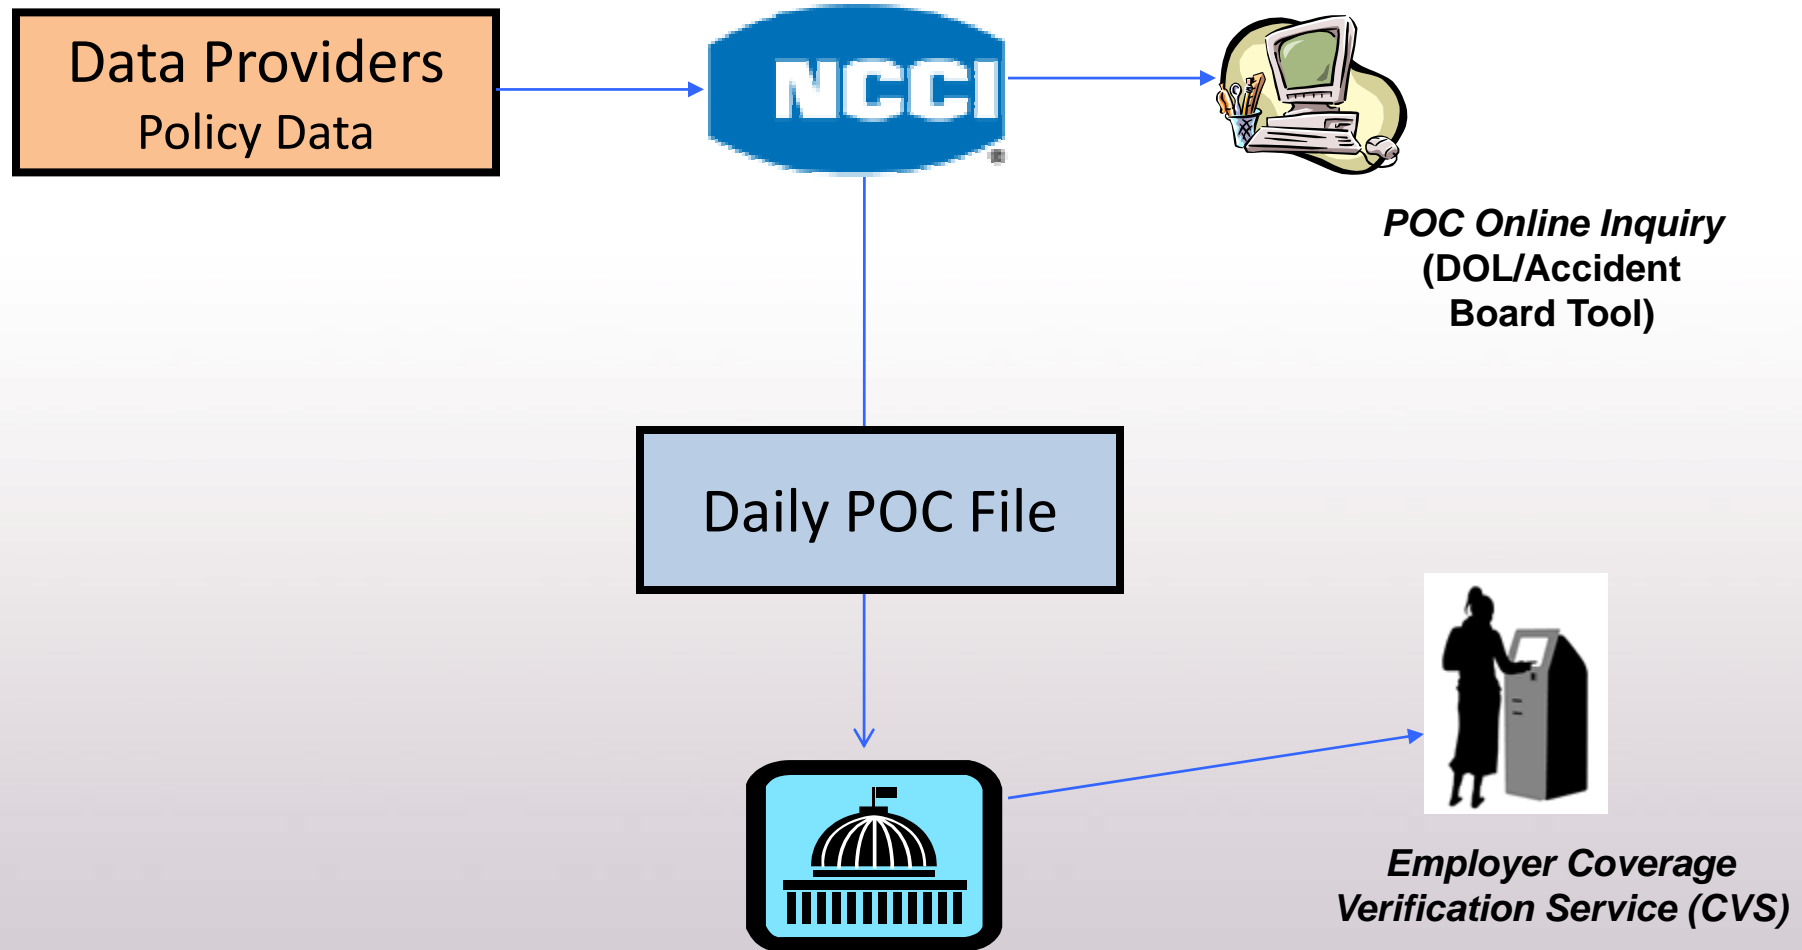 Data Providers
Policy Data
NCCI
®
POC Online Inquiry
(DOL/Accident
Board Tool)
Daily POC File
Employer Coverage
Verification Service (CVS)